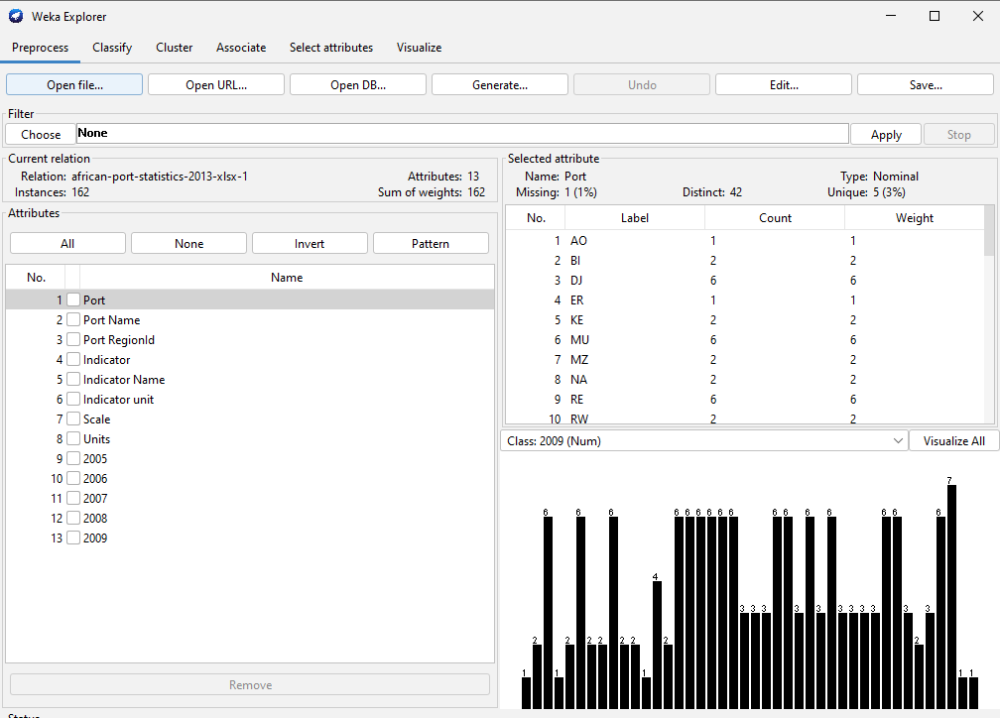 Weka Explorer
Preprocess Classify Cluster Associate Select attributes Visualize
Open file... Open URL... Open DB... Generate... Undo Edit... Save...
Filter
Choose None Apply Stop
Current relation
Relation: african-port-statistics-2013-xlsx-1 Attributes: 13
Instances: 162 Sum of weights: 162
Attributes
All None Invert Pattern
No. Name
1 Port
2 Port Name
3 Port RegionId
4 Indicator
5 Indicator Name
6 Indicator unit
7 Scale
8 Units
9 2005
10 2006
11 2007
12 2008
13 2009
Remove
Selected attribute
Name: Port Type: Nominal
Missing: 1 (1%) Distinct: 42 Unique: 5 (3%)
No. Label Count Weight
1 AO 1 1
2 BI 2 2
3 DJ 6 6
4 ER 1 1
5 KE 2 2
6 MU 6 6
7 MZ 2 2
8 NA 2 2
9 RE 6 6
10 RW 2 2
Class: 2009 (Num) Visualize All
1 2 6 1 2 6 2 2 6 2 2 1 4 2 6 6 6 6 6 6 3 3 3 6 6 3 6 3 6 3 3 3 3 6 6 3 2 3 6 7 1 1
Status